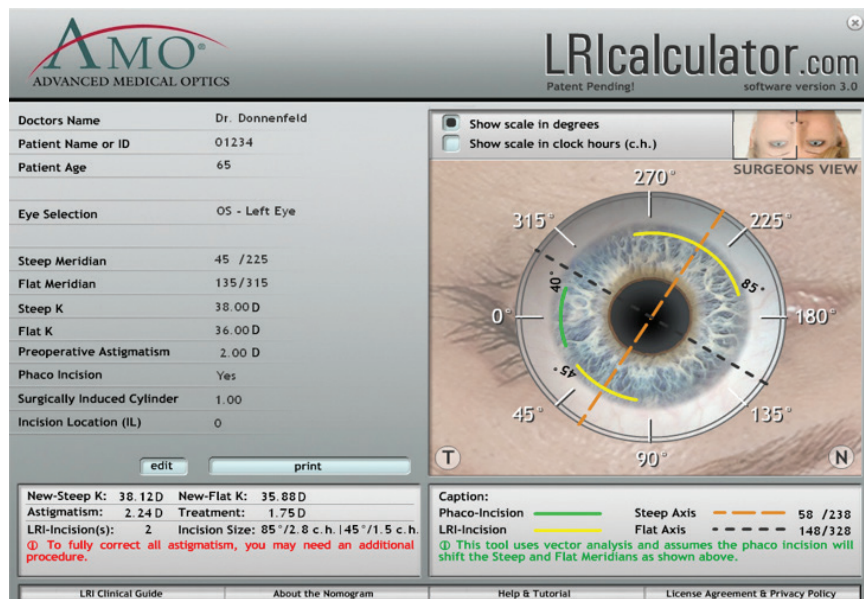 AMO®
ADVANCED MEDICAL OPTICS
LRIcalculator.com
Patent Pending! software version 3.0
Doctors Name Dr. Donnenfeld
Patient Name or ID 01234
Patient Age 65
Eye Selection OS - Left Eye
Steep Meridian 45 /225
Flat Meridian 135/315
Steep K 38.00 D
Flat K 36.00 D
Preoperative Astigmatism 2.00 D
Phaco Incision Yes
Surgically Induced Cylinder 1.00
Incision Location (IL) 0
edit print
Show scale in degrees
Show scale in clock hours (c.h.)
SURGEONS VIEW
270°
315° 225°
40° 85°
0° 180°
45°
45° 135°
90°
T N
New-Steep K: 38.12 D New-Flat K: 35.88 D
Astigmatism: 2.24 D Treatment: 1.75 D
LRI-Incision(s): 2 Incision Size: 85°/2.8 c.h. | 45°/1.5 c.h.
① To fully correct all astigmatism, you may need an additional
procedure.
Caption:
Phaco-Incision Steep Axis 58 /238
LRI-Incision Flat Axis 148/328
① This tool uses vector analysis and assumes the phaco incision will
shift the Steep and Flat Meridians as shown above.
LRI Clinical Guide About the Nomogram Help & Tutorial License Agreement & Privacy Policy